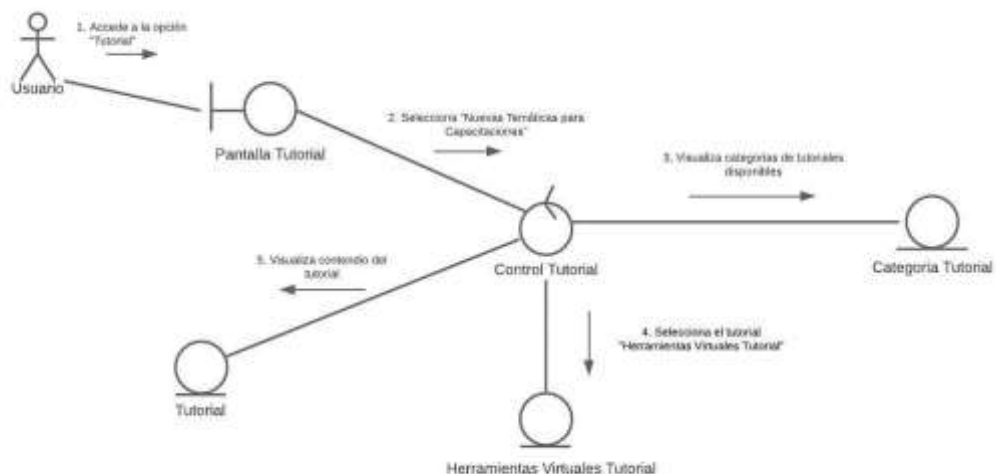 1. Accede a la opción
"Tutorial"
Usuario
Pantalla Tutorial
2. Selecciona "Nuevas Temáticas para
Capacitaciones"
3. Visualiza categorías de tutoriales
disponibles
Control Tutorial
Categoria Tutorial
5. Visualiza contendio del
tutorial
4. Selecciona el tutorial
"Herramientas Virtuales Tutorial"
Tutorial
Herramientas Virtuales Tutorial